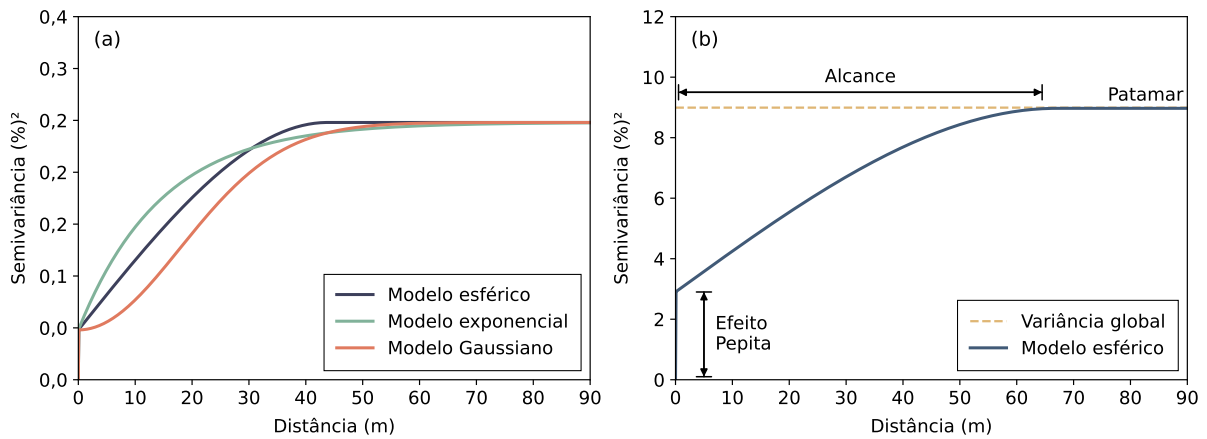 (a)
Semivariância (%)²
0,4
0,3
0,2
0,2
0,2
0,1
0,0
0,0
0 10 20 30 40 50 60 70 80 90
Distância (m)
Modelo esférico
Modelo exponencial
Modelo Gaussiano
(b)
Semivariância (%)²
12
10
8
6
4
2
0
Alcance
Patamar
Efeito
Pepita
Variância global
Modelo esférico
0 10 20 30 40 50 60 70 80 90
Distância (m)